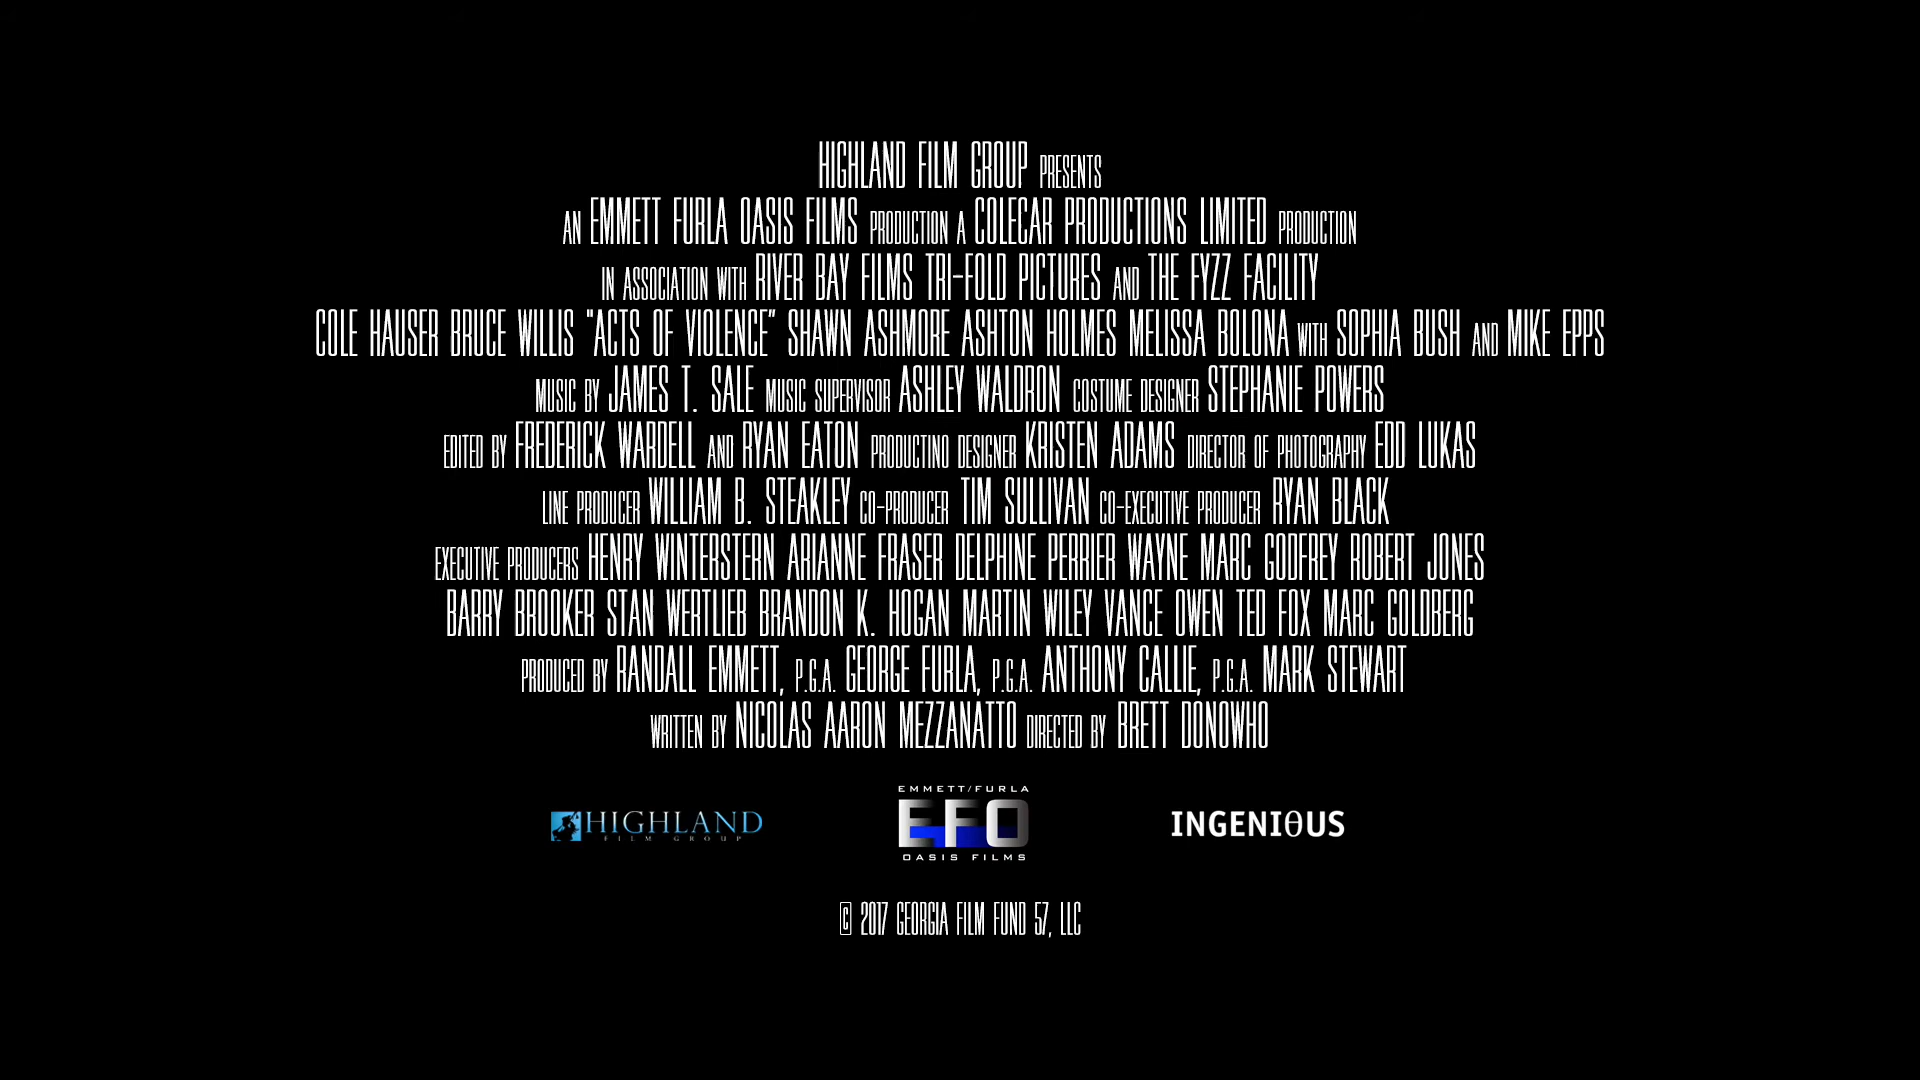 HIGHLAND FILM GROUP PRESENTS
AN EMMETT FURLA OASIS FILMS PRODUCTION A COLECAR PRODUCTIONS LIMITED PRODUCTION
IN ASSOCIATION WITH RIVER BAY FILMS TRI-FOLD PICTURES AND THE FYZZ FACILITY
COLE HAUSER BRUCE WILLIS "ACTS OF VIOLENCE" SHAWN ASHMORE ASHTON HOLMES MELISSA BOLONA WITH SOPHIA BUSH AND MIKE EPPS
MUSIC BY JAMES T. SALE MUSIC SUPERVISOR ASHLEY WALDRON COSTUME DESIGNER STEPHANIE POWERS
EDITED BY FREDERICK WARDELL AND RYAN EATON PRODUCTINO DESIGNER KRISTEN ADAMS DIRECTOR OF PHOTOGRAPHY EDD LUKAS
LINE PRODUCER WILLIAM B. STEAKLEY CO-PRODUCER TIM SULLIVAN CO-EXECUTIVE PRODUCER RYAN BLACK
EXECUTIVE PRODUCERS HENRY WINTERSTERN ARIANNE FRASER DELPHINE PERRIER WAYNE MARC GODFREY ROBERT JONES
BARRY BROOKER STAN WERTLIEB BRANDON K. HOGAN MARTIN WILEY VANCE OWEN TED FOX MARC GOLDBERG
PRODUCED BY RANDALL EMMETT, P.G.A. GEORGE FURLA, P.G.A. ANTHONY CALLIE, P.G.A. MARK STEWART
WRITTEN BY NICOLAS AARON MEZZANATTO DIRECTED BY BRETT DONOWHO
EMMETT/FURLA
HIGHLAND EFO INGENIθUS
FILM GROUP
OASIS FILMS
© 2017 GEORGIA FILM FUND 57, LLC